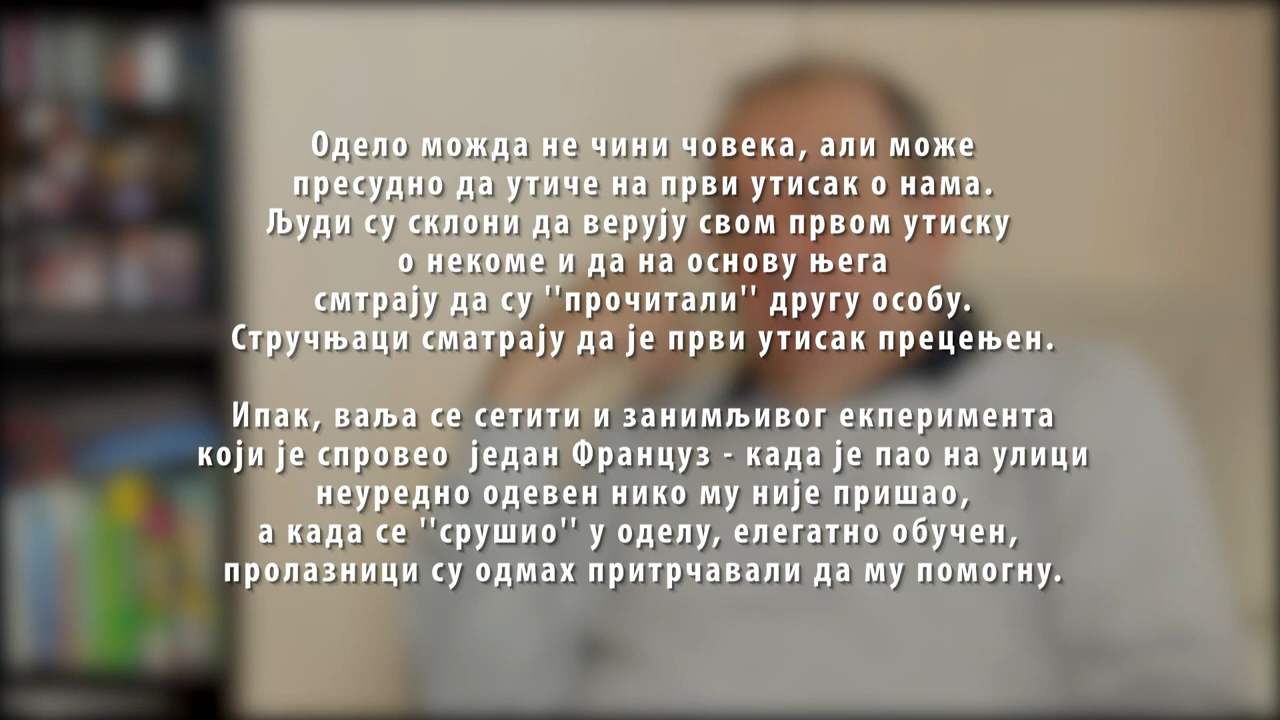 Одело можда не чини човека, али може
пресудно да утиче на први утисак о нама.
Људи су склони да верују свом првом утиску
о некоме и да на основу њега
смтрају да су ''прочитали'' другу особу.
Стручњаци сматрају да је први утисак прецењен.
Ипак, ваља се сетити и занимљивог екперимента
који је спровео  један Француз - када је пао на улици
неуредно одевен нико му није пришао,
а када се ''срушио'' у оделу, елегатно обучен,
пролазници су одмах притрчавали да му помогну.